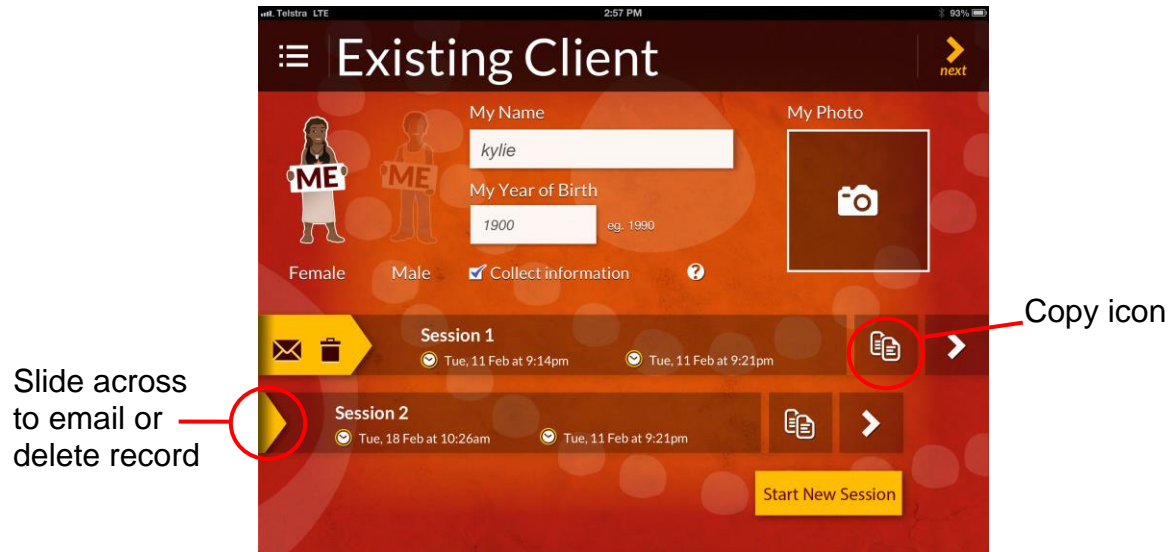 Telstra LTE 2:57 PM 93%
Existing Client
next
My Name
My Photo
kylie
ME
ME
My Year of Birth
1900 eg. 1990
Female Male Collect information ?
Copy icon
Session 1
Tue, 11 Feb at 9:14pm Tue, 11 Feb at 9:21pm
Slide across
to email or
delete record
Session 2
Tue, 18 Feb at 10:26am Tue, 11 Feb at 9:21pm
Start New Session